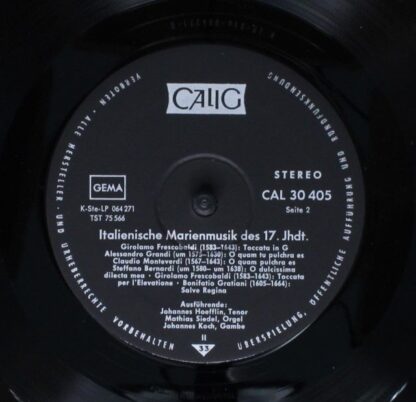 CALIG
GEMA
K-Ste-LP 064 271
TST 75 566
STEREO
CAL 30 405
Seite 2
Italienische Marienmusik des 17. Jhdt.
Girolamo Frescobaldi (1583–1643): Toccata in G
Alessandro Grandi (um 1575–1630): O quam tu pulchra es
Claudio Monteverdi (1567–1643): O quam pulchra es
Steffano Bernardi (um 1580– um 1638): O dulcissima
dilecta mea · Girolamo Frescobaldi (1583–1643): Toccata
per l'Elevatione · Bonifatio Gratiani (1605–1664):
Salve Regina
Ausführende:
Johannes Hoefflin, Tenor
Mathias Siedel, Orgel
Johannes Koch, Gambe
II
33
ALLE HERSTELLER- UND URHEBERRECHTE VORBEHALTEN · ÜBERSPIELUNG, ÖFFENTLICHE AUFFÜHRUNG UND RUNDFUNKSENDUNG VERBOTEN ·